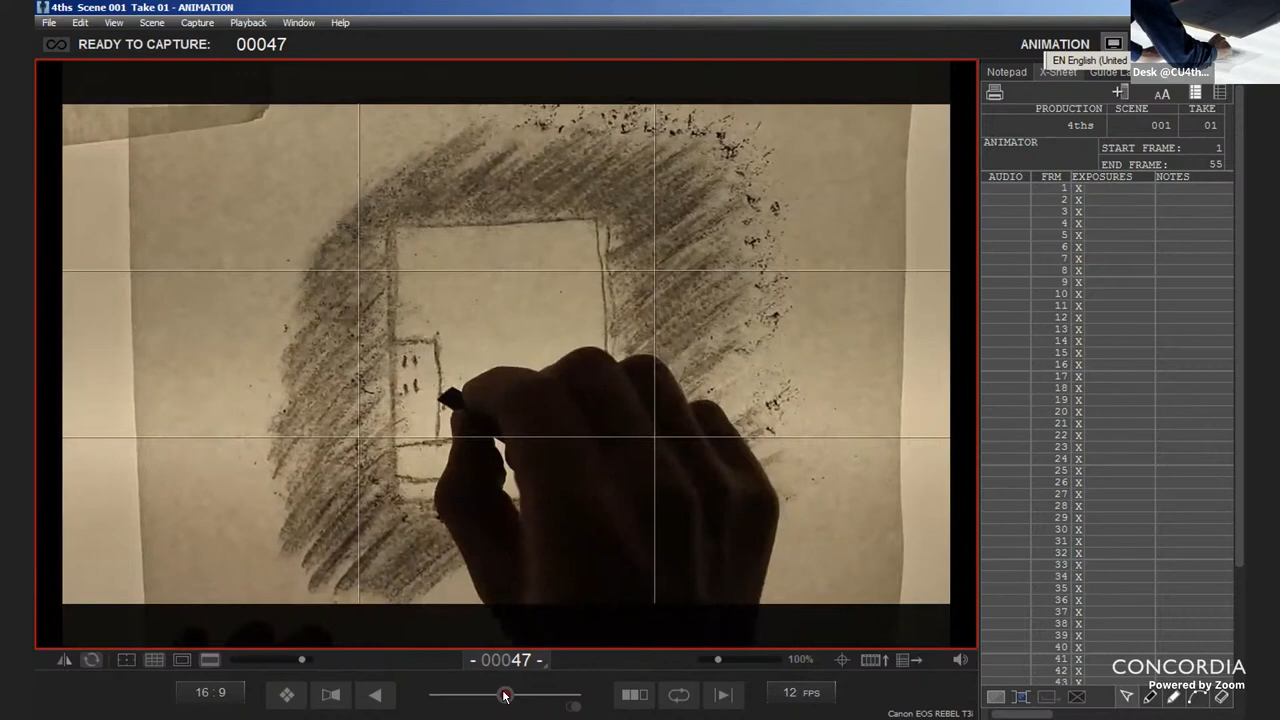 4ths Scene 001 Take 01 - ANIMATION
File Edit View Scene Capture Playback Window Help
READY TO CAPTURE: 00047
ANIMATION
EN English (United
Desk @CU4th...
Notepad X-Sheet Guide La
AA
PRODUCTION SCENE TAKE
4ths 001 01
ANIMATOR
START FRAME: 1
END FRAME: 55
AUDIO FRM EXPOSURES NOTES
1 X
2 X
3 X
4 X
5 X
6 X
7 X
8 X
9 X
10 X
11 X
12 X
13 X
14 X
15 X
16 X
17 X
18 X
19 X
20 X
21 X
22 X
23 X
24 X
25 X
26 X
27 X
28 X
29 X
30 X
31 X
32 X
33 X
34 X
35 X
36 X
37 X
38 X
39 X
40 X
41 X
42 X
43 X
- 00047 -
100%
16 : 9
12 FPS
Canon EOS REBEL T3i
CONCORDIA
Powered by Zoom